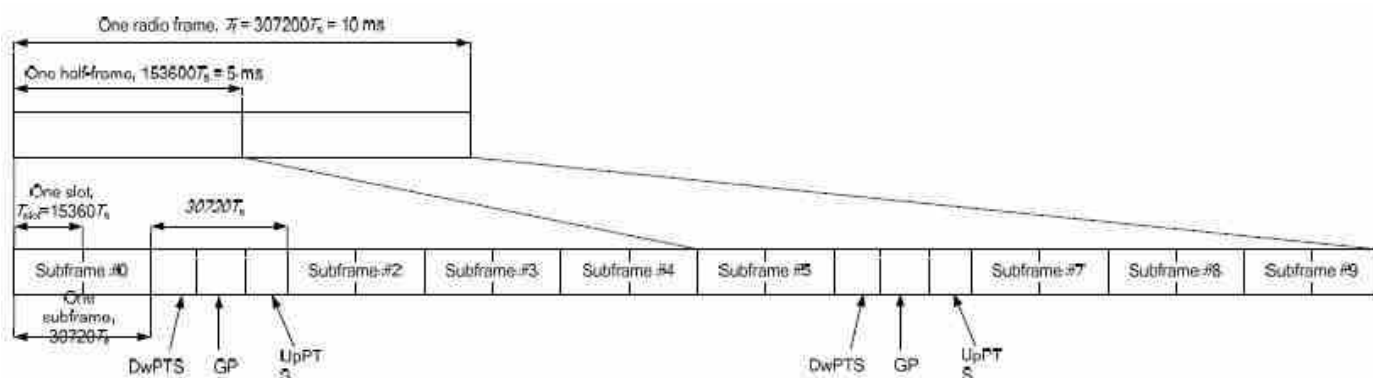 One radio frame, Tf = 307200Ts = 10 ms
One half-frame, 153600Ts = 5 ms
One slot,
Tslot=15360Ts
30720Ts
Subframe #0
Subframe #2
Subframe #3
Subframe #4
Subframe #5
Subframe #7
Subframe #8
Subframe #9
One
subframe,
30720Ts
DwPTS
GP
UpPT
S
DwPTS
GP
UpPT
S